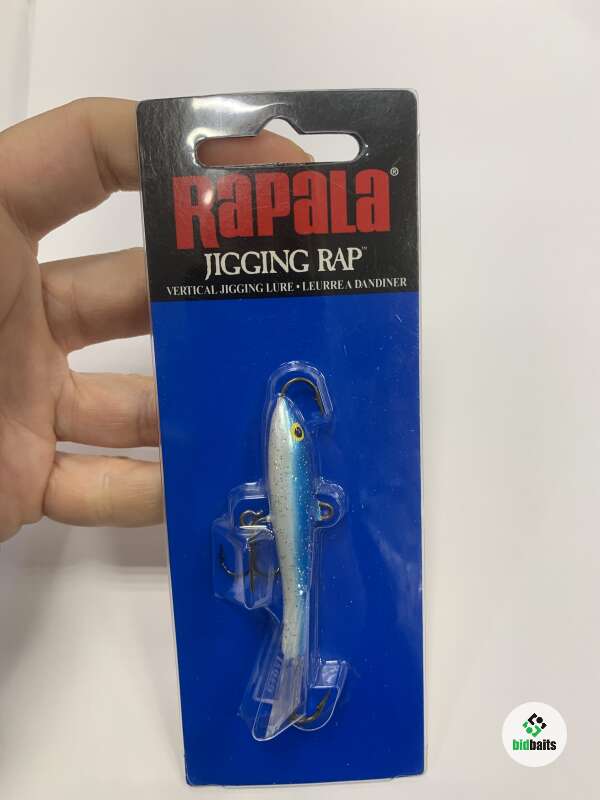 RAPALA®
JIGGING RAP™
VERTICAL JIGGING LURE • LEURRE A DANDINER
bidbaits